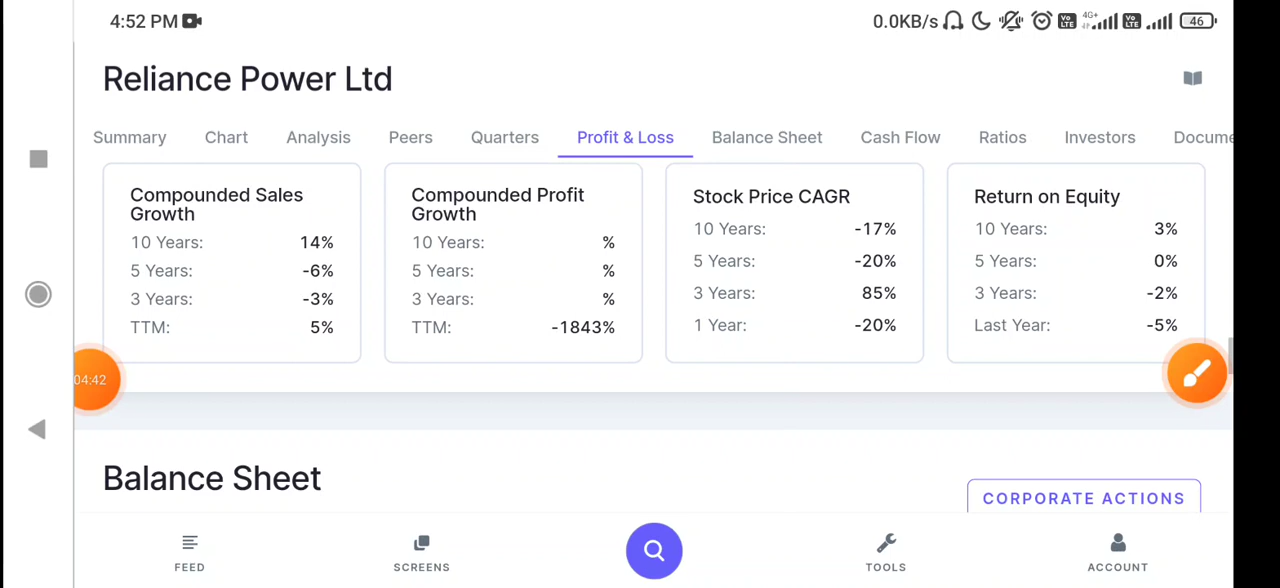 4:52 PM
0.0KB/s 4G+ 46
Reliance Power Ltd
Summary Chart Analysis Peers Quarters Profit & Loss Balance Sheet Cash Flow Ratios Investors Docume
Compounded Sales
Growth
10 Years: 14%
5 Years: -6%
3 Years: -3%
TTM: 5%
Compounded Profit
Growth
10 Years: %
5 Years: %
3 Years: %
TTM: -1843%
Stock Price CAGR
10 Years: -17%
5 Years: -20%
3 Years: 85%
1 Year: -20%
Return on Equity
10 Years: 3%
5 Years: 0%
3 Years: -2%
Last Year: -5%
04:42
Balance Sheet
CORPORATE ACTIONS
FEED SCREENS TOOLS ACCOUNT